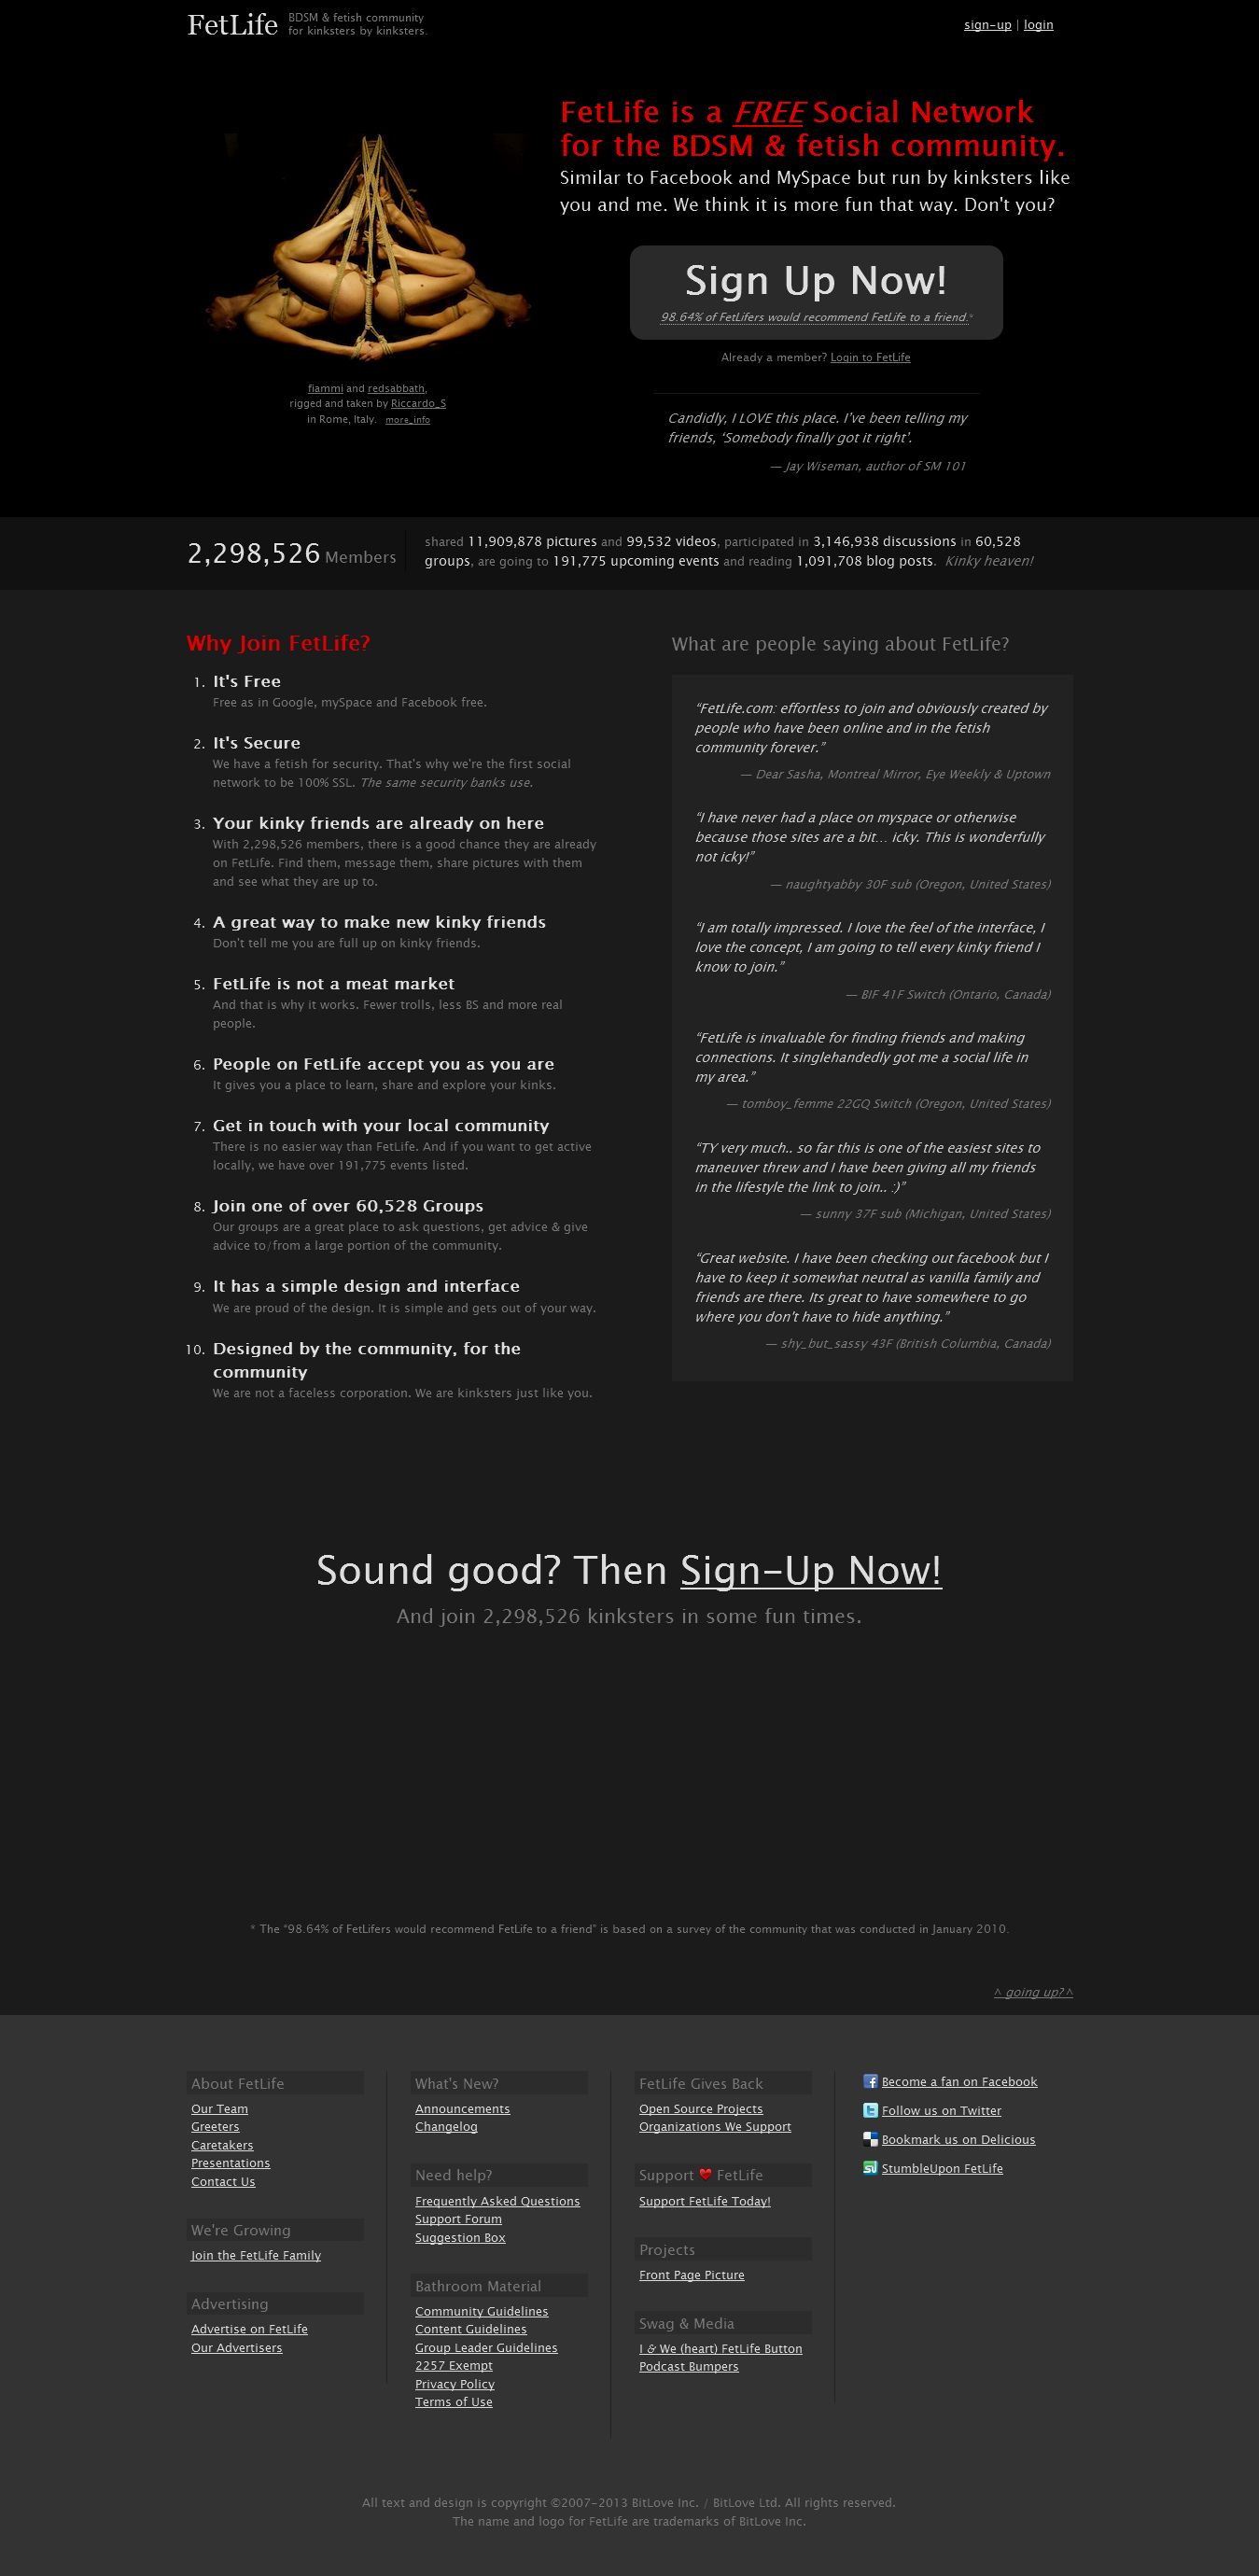 FetLife
BDSM & fetish community
for kinksters by kinksters.
sign-up | login
FetLife is a FREE Social Network
for the BDSM & fetish community.
Similar to Facebook and MySpace but run by kinksters like
you and me. We think it is more fun that way. Don't you?
Sign Up Now!
98.64% of FetLifers would recommend FetLife to a friend.*
Already a member? Login to FetLife
fiammi and redsabbath,
rigged and taken by Riccardo_S
in Rome, Italy. more_info
Candidly, I LOVE this place. I've been telling my
friends, ‘Somebody finally got it right’.
— Jay Wiseman, author of SM 101
2,298,526 Members
shared 11,909,878 pictures and 99,532 videos, participated in 3,146,938 discussions in 60,528
groups, are going to 191,775 upcoming events and reading 1,091,708 blog posts. Kinky heaven!
Why Join FetLife?
1. It's Free
Free as in Google, mySpace and Facebook free.
2. It's Secure
We have a fetish for security. That's why we're the first social
network to be 100% SSL. The same security banks use.
3. Your kinky friends are already on here
With 2,298,526 members, there is a good chance they are already
on FetLife. Find them, message them, share pictures with them
and see what they are up to.
4. A great way to make new kinky friends
Don't tell me you are full up on kinky friends.
5. FetLife is not a meat market
And that is why it works. Fewer trolls, less BS and more real
people.
6. People on FetLife accept you as you are
It gives you a place to learn, share and explore your kinks.
7. Get in touch with your local community
There is no easier way than FetLife. And if you want to get active
locally, we have over 191,775 events listed.
8. Join one of over 60,528 Groups
Our groups are a great place to ask questions, get advice & give
advice to/from a large portion of the community.
9. It has a simple design and interface
We are proud of the design. It is simple and gets out of your way.
10. Designed by the community, for the
community
We are not a faceless corporation. We are kinksters just like you.
What are people saying about FetLife?
“FetLife.com: effortless to join and obviously created by
people who have been online and in the fetish
community forever.”
— Dear Sasha, Montreal Mirror, Eye Weekly & Uptown
“I have never had a place on myspace or otherwise
because those sites are a bit... icky. This is wonderfully
not icky!”
— naughtyabby 30F sub (Oregon, United States)
“I am totally impressed. I love the feel of the interface, I
love the concept, I am going to tell every kinky friend I
know to join.”
— BIF 41F Switch (Ontario, Canada)
“FetLife is invaluable for finding friends and making
connections. It singlehandedly got me a social life in
my area.”
— tomboy_femme 22GQ Switch (Oregon, United States)
“TY very much.. so far this is one of the easiest sites to
maneuver threw and I have been giving all my friends
in the lifestyle the link to join.. :)”
— sunny 37F sub (Michigan, United States)
“Great website. I have been checking out facebook but I
have to keep it somewhat neutral as vanilla family and
friends are there. Its great to have somewhere to go
where you don't have to hide anything.”
— shy_but_sassy 43F (British Columbia, Canada)
Sound good? Then Sign-Up Now!
And join 2,298,526 kinksters in some fun times.
* The “98.64% of FetLifers would recommend FetLife to a friend” is based on a survey of the community that was conducted in January 2010.
^ going up? ^
About FetLife
Our Team
Greeters
Caretakers
Presentations
Contact Us
We're Growing
Join the FetLife Family
Advertising
Advertise on FetLife
Our Advertisers
What's New?
Announcements
Changelog
Need help?
Frequently Asked Questions
Support Forum
Suggestion Box
Bathroom Material
Community Guidelines
Content Guidelines
Group Leader Guidelines
2257 Exempt
Privacy Policy
Terms of Use
FetLife Gives Back
Open Source Projects
Organizations We Support
Support ♥ FetLife
Support FetLife Today!
Projects
Front Page Picture
Swag & Media
I & We (heart) FetLife Button
Podcast Bumpers
Become a fan on Facebook
Follow us on Twitter
Bookmark us on Delicious
StumbleUpon FetLife
All text and design is copyright ©2007-2013 BitLove Inc. / BitLove Ltd. All rights reserved.
The name and logo for FetLife are trademarks of BitLove Inc.